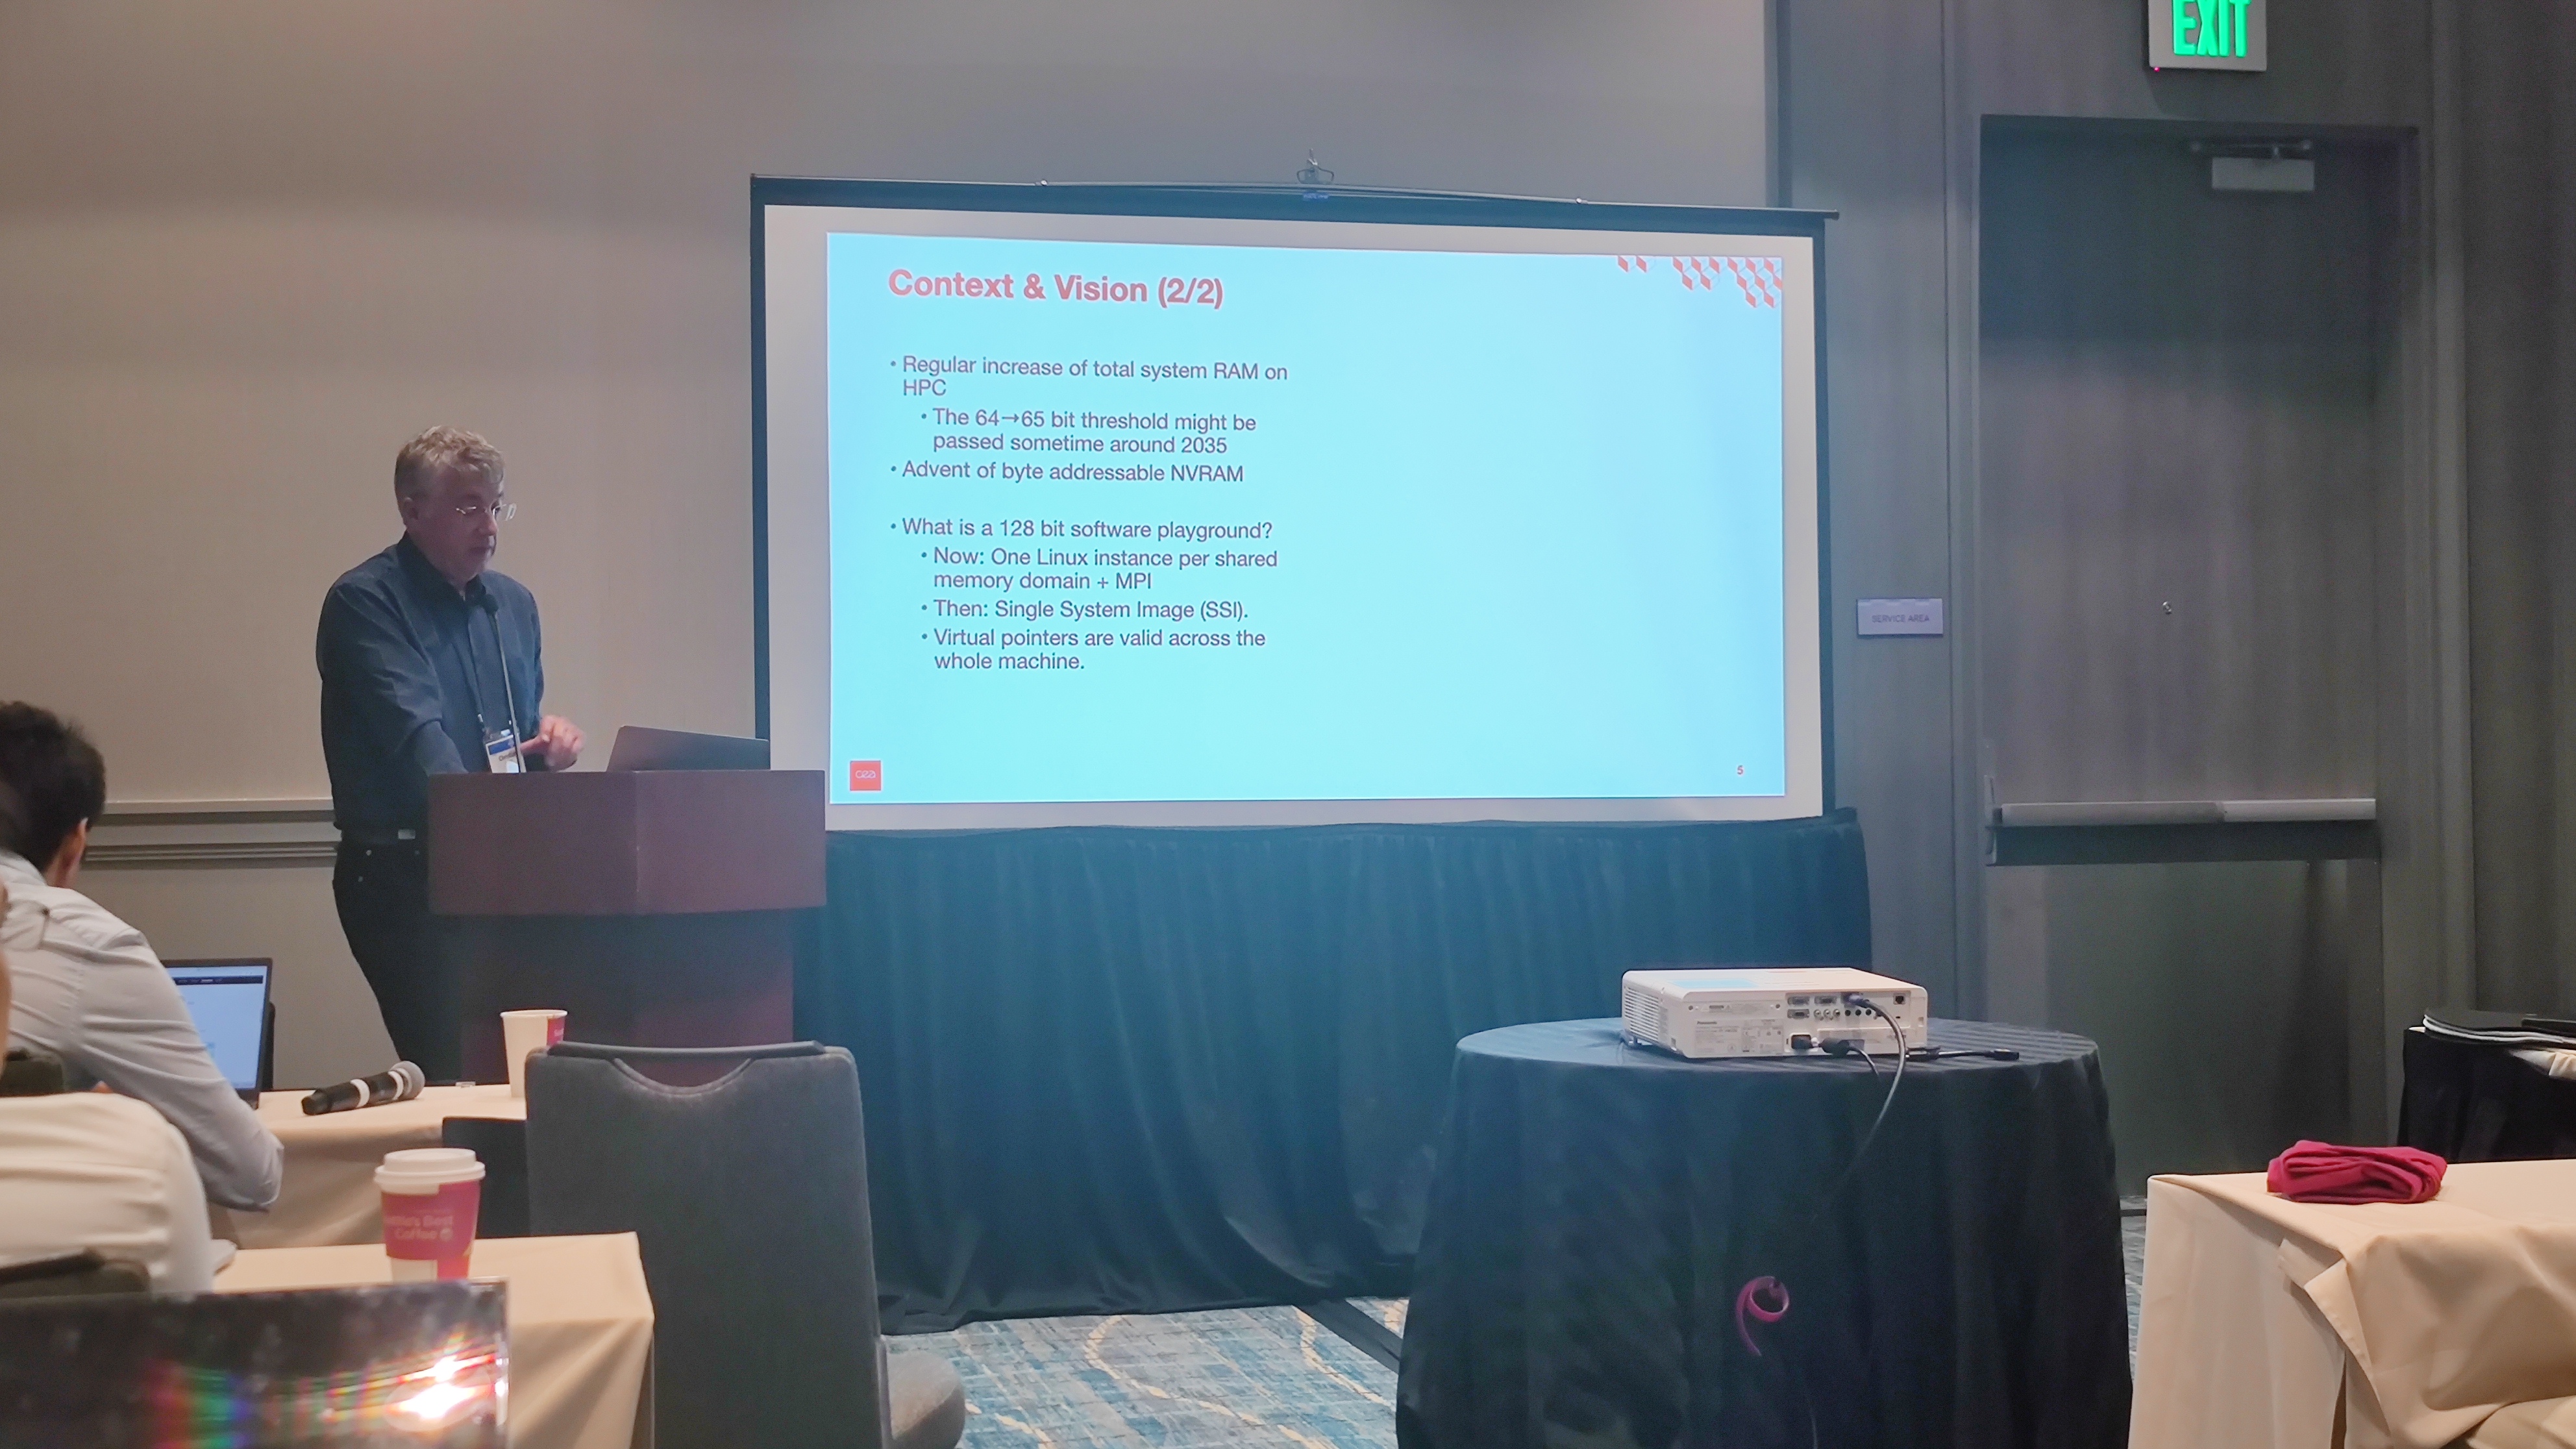 EXIT
Context & Vision (2/2)
• Regular increase of total system RAM on
HPC
• The 64→65 bit threshold might be
passed sometime around 2035
• Advent of byte addressable NVRAM
• What is a 128 bit software playground?
• Now: One Linux instance per shared
memory domain + MPI
• Then: Single System Image (SSI).
• Virtual pointers are valid across the
whole machine.
cea
5
SERVICE AREA
Panasonic
Best
Coffee